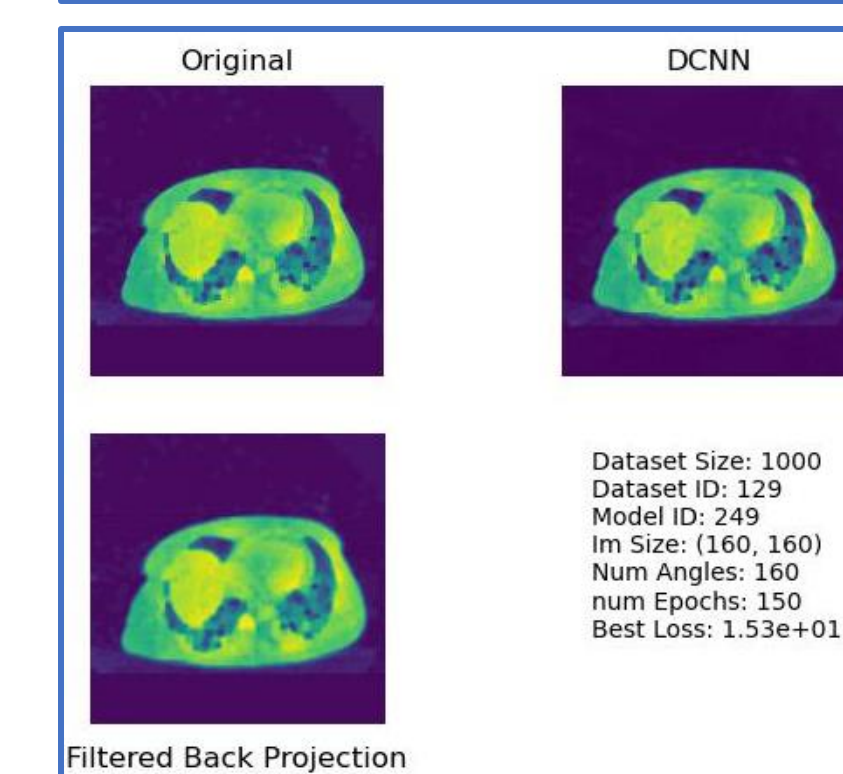 Original
DCNN
Dataset Size: 1000
Dataset ID: 129
Model ID: 249
Im Size: (160, 160)
Num Angles: 160
num Epochs: 150
Best Loss: 1.53e+01
Filtered Back Projection